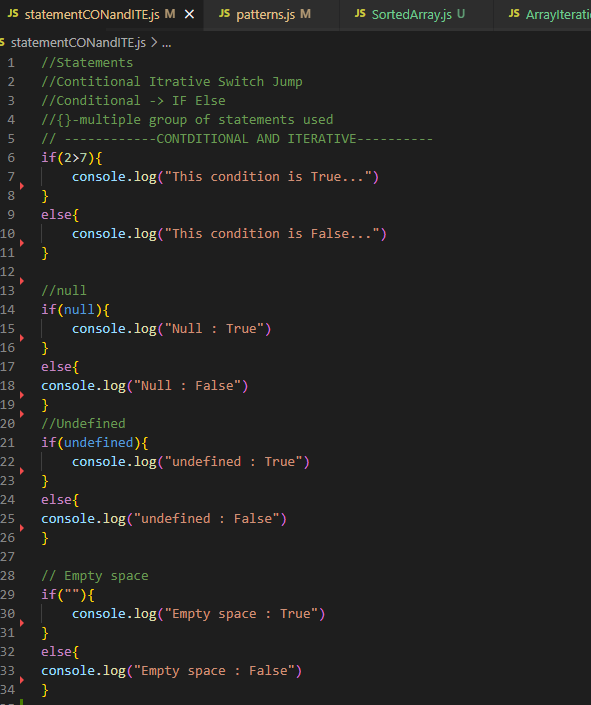 JS statementCONandITE.js M × JS patterns.js M JS SortedArray.js U JS ArrayIterati
JS statementCONandITE.js > ...
1 //Statements
2 //Contitional Itrative Switch Jump
3 //Conditional -> IF Else
4 //{}-multiple group of statements used
5 // ------------CONTDITIONAL AND ITERATIVE----------
6 if(2>7){
7     console.log("This condition is True...")
8 }
9 else{
10     console.log("This condition is False...")
11 }
12
13 //null
14 if(null){
15     console.log("Null : True")
16 }
17 else{
18 console.log("Null : False")
19 }
20 //Undefined
21 if(undefined){
22     console.log("undefined : True")
23 }
24 else{
25 console.log("undefined : False")
26 }
27
28 // Empty space
29 if(""){
30     console.log("Empty space : True")
31 }
32 else{
33 console.log("Empty space : False")
34 }